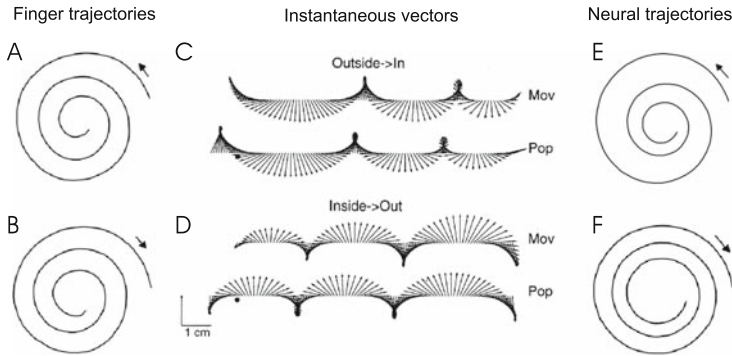 Finger trajectories
Instantaneous vectors
Neural trajectories
A
C
E
Outside->In
Mov
Pop
B
D
F
Inside->Out
Mov
Pop
1 cm